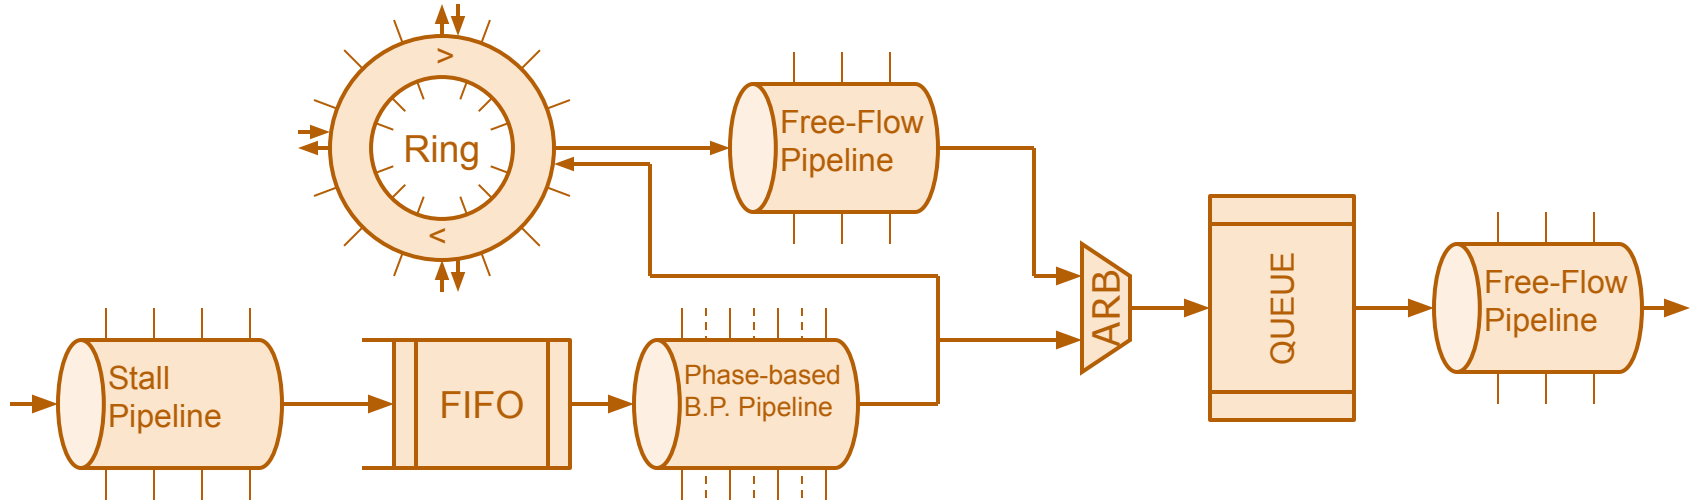 >
Ring
<
Free-Flow
Pipeline
Stall
Pipeline
FIFO
Phase-based
B.P. Pipeline
ARB
QUEUE
Free-Flow
Pipeline